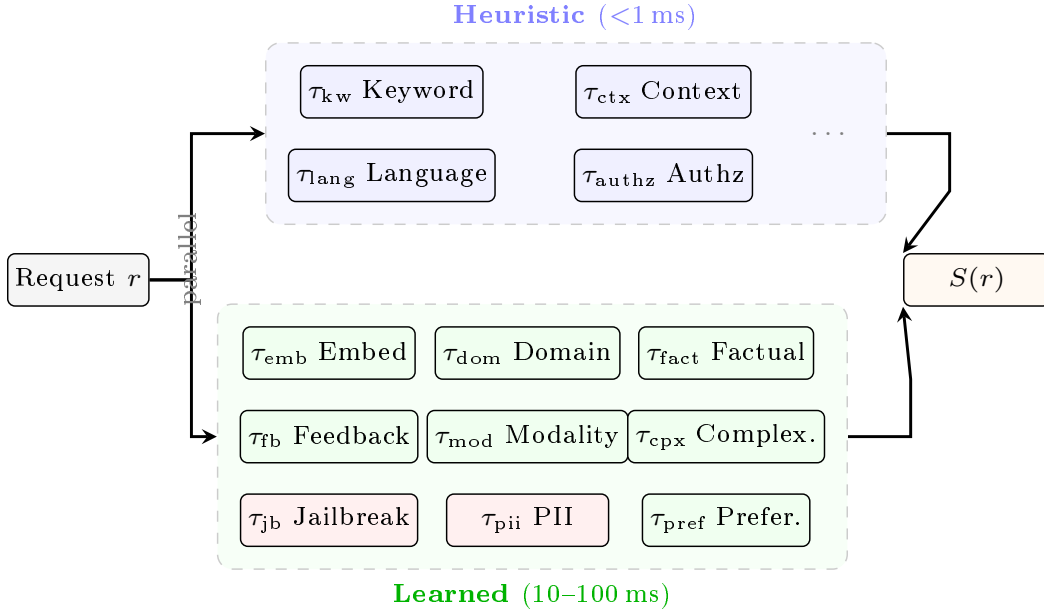 Heuristic (<1 ms)
τkw Keyword
τctx Context
...
τlang Language
τauthz Authz
parallel
Request r
S(r)
τemb Embed
τdom Domain
τfact Factual
τfb Feedback
τmod Modality
τcpx Complex.
τjb Jailbreak
τpii PII
τpref Prefer.
Learned (10–100 ms)